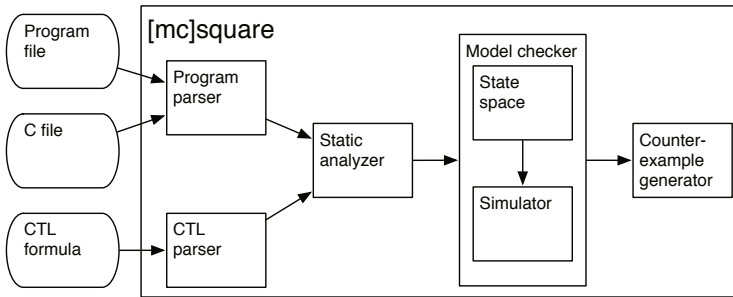 Program
file
C file
CTL
formula
[mc]square
Program
parser
CTL
parser
Static
analyzer
Model checker
State
space
Simulator
Counter-
example
generator